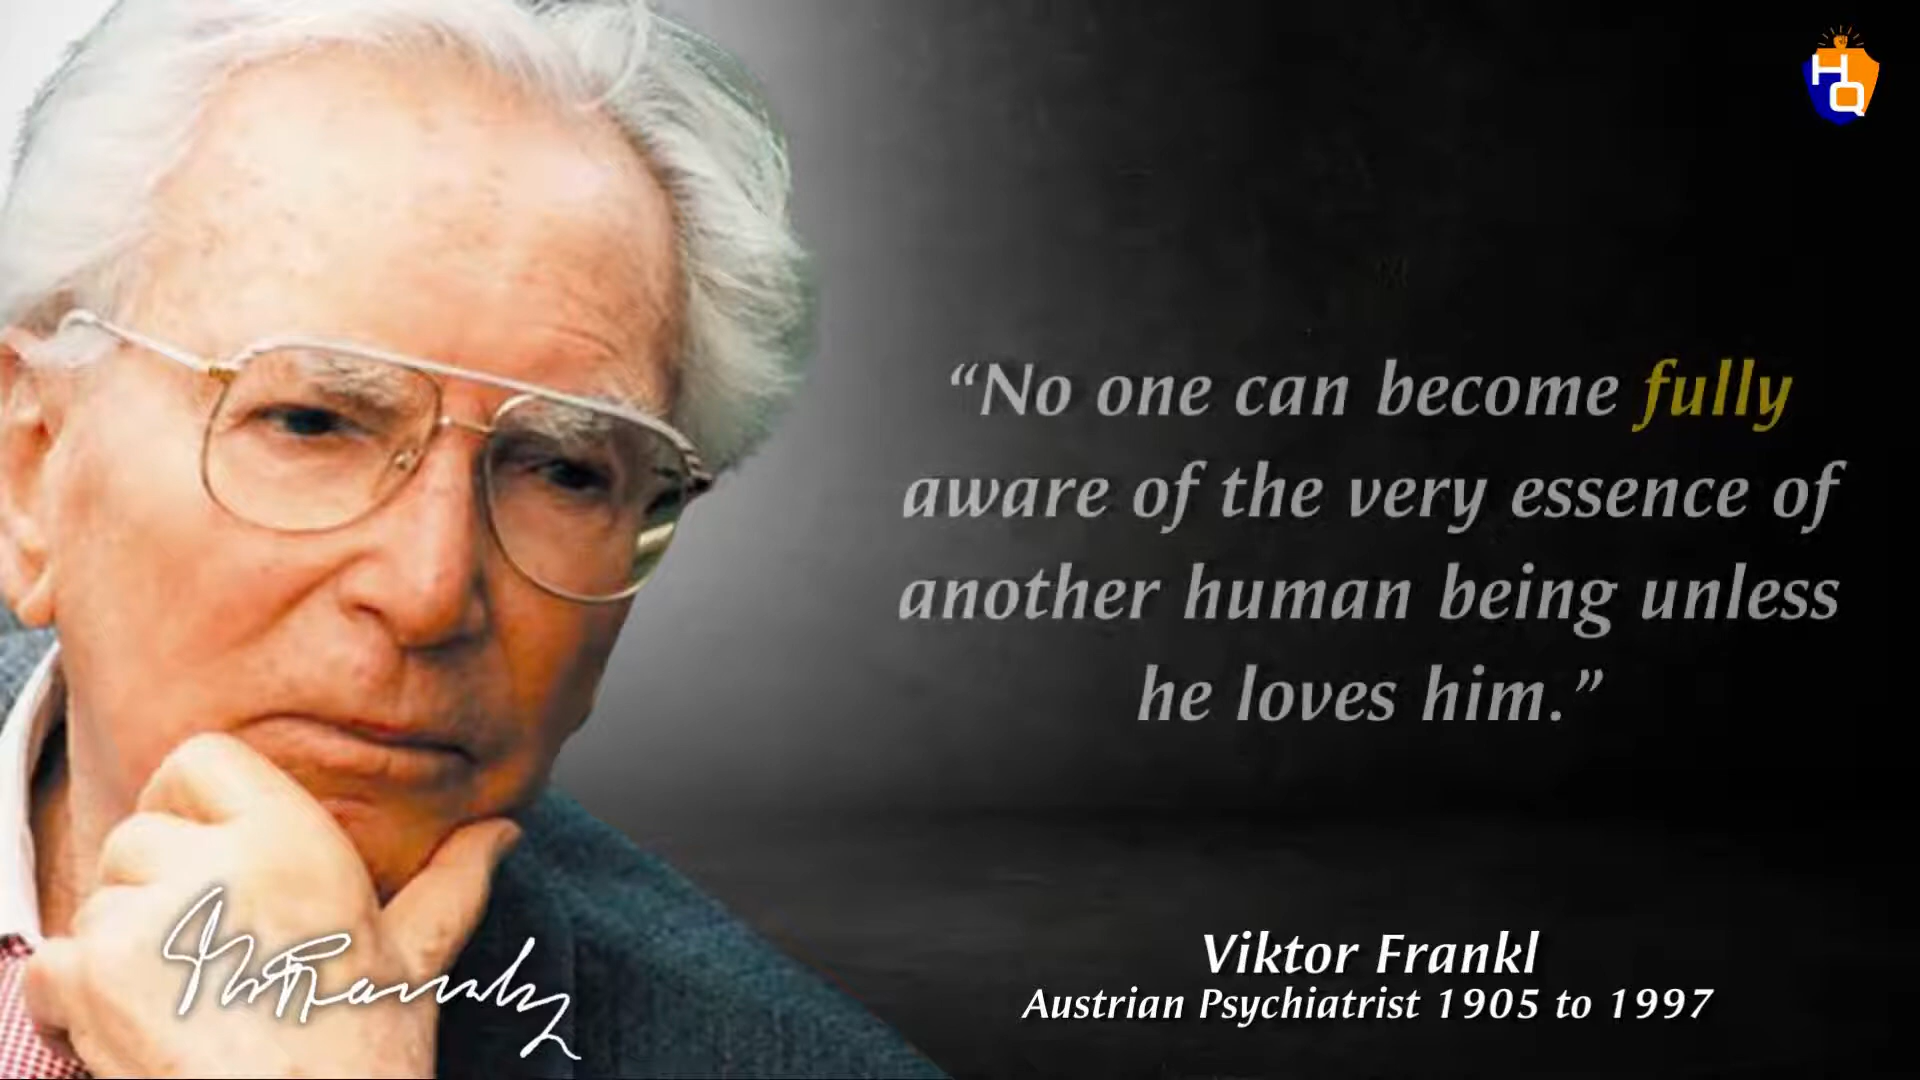 HQ
“No one can become fully
aware of the very essence of
another human being unless
he loves him.”
Viktor Frankl
Austrian Psychiatrist 1905 to 1997